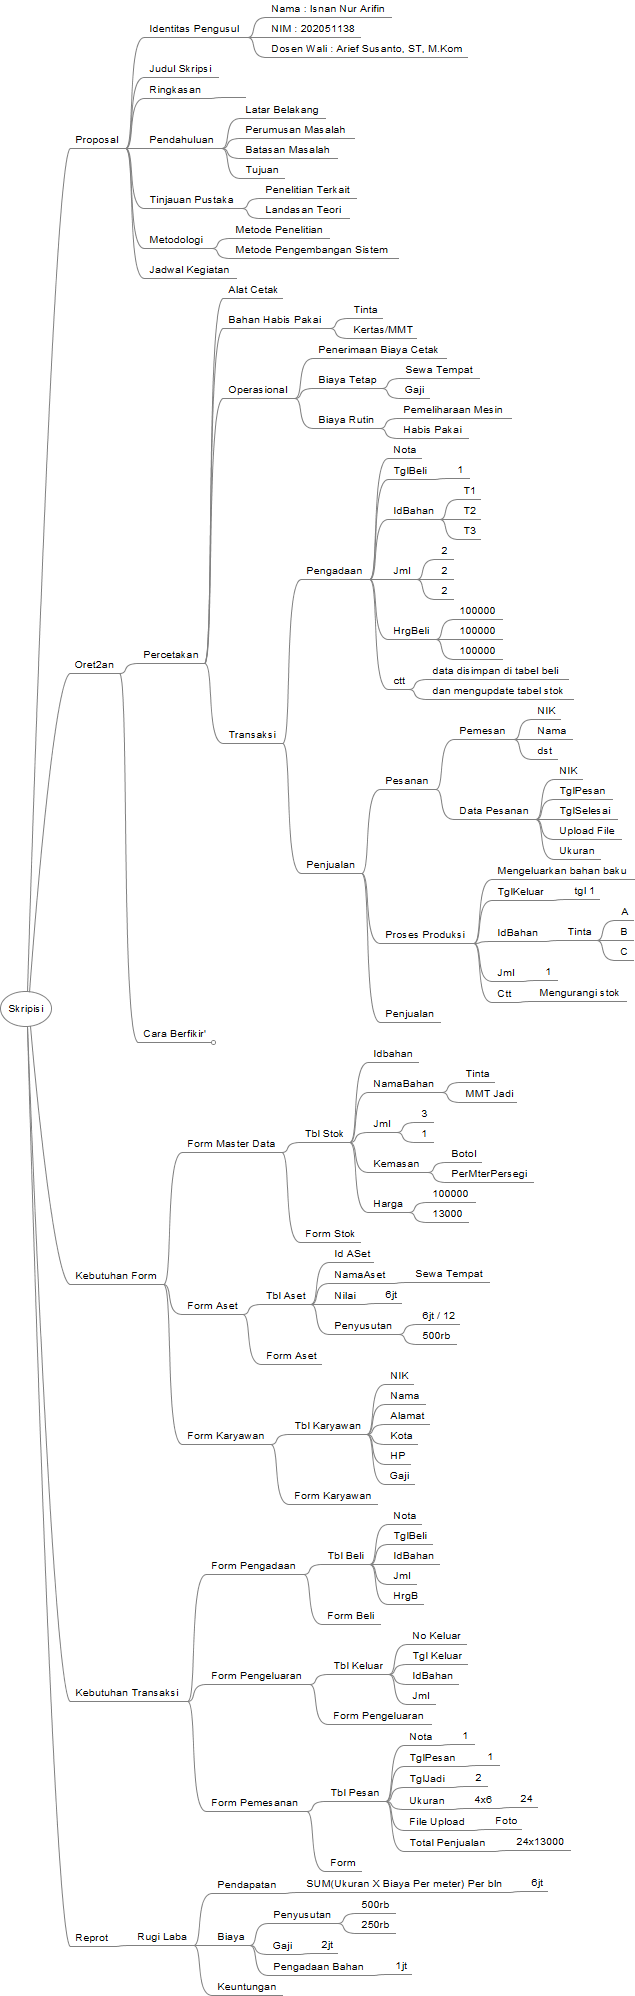 Skripisi
Proposal
Identitas Pengusul
Nama : Isnan Nur Arifin
NIM : 202051138
Dosen Wali : Arief Susanto, ST, M.Kom
Judul Skripsi
Ringkasan
Pendahuluan
Latar Belakang
Perumusan Masalah
Batasan Masalah
Tujuan
Tinjauan Pustaka
Penelitian Terkait
Landasan Teori
Metodologi
Metode Penelitian
Metode Pengembangan Sistem
Jadwal Kegiatan
Oret2an
Percetakan
Alat Cetak
Bahan Habis Pakai
Tinta
Kertas/MMT
Operasional
Penerimaan Biaya Cetak
Biaya Tetap
Sewa Tempat
Gaji
Biaya Rutin
Pemeliharaan Mesin
Habis Pakai
Transaksi
Pengadaan
Nota
TglBeli
1
IdBahan
T1
T2
T3
Jml
2
2
2
HrgBeli
100000
100000
100000
ctt
data disimpan di tabel beli
dan mengupdate tabel stok
Penjualan
Pesanan
Pemesan
NIK
Nama
dst
Data Pesanan
NIK
TglPesan
TglSelesai
Upload File
Ukuran
Proses Produksi
Mengeluarkan bahan baku
TglKeluar
tgl 1
IdBahan
Tinta
A
B
C
Jml
1
Ctt
Mengurangi stok
Penjualan
Cara Berfikir'
Kebutuhan Form
Form Master Data
Tbl Stok
Idbahan
NamaBahan
Tinta
MMT Jadi
Jml
3
1
Kemasan
Botol
PerMterPersegi
Harga
100000
13000
Form Stok
Form Aset
Tbl Aset
Id ASet
NamaAset
Sewa Tempat
Nilai
6jt
Penyusutan
6jt / 12
500rb
Form Aset
Form Karyawan
Tbl Karyawan
NIK
Nama
Alamat
Kota
HP
Gaji
Form Karyawan
Kebutuhan Transaksi
Form Pengadaan
Tbl Beli
Nota
TglBeli
IdBahan
Jml
HrgB
Form Beli
Form Pengeluaran
Tbl Keluar
No Keluar
Tgl Keluar
IdBahan
Jml
Form Pengeluaran
Form Pemesanan
Tbl Pesan
Nota
1
TglPesan
1
TglJadi
2
Ukuran
4x6
24
File Upload
Foto
Total Penjualan
24x13000
Form
Reprot
Rugi Laba
Pendapatan
SUM(Ukuran X Biaya Per meter) Per bln
6jt
Biaya
Penyusutan
500rb
250rb
Gaji
2jt
Pengadaan Bahan
1jt
Keuntungan